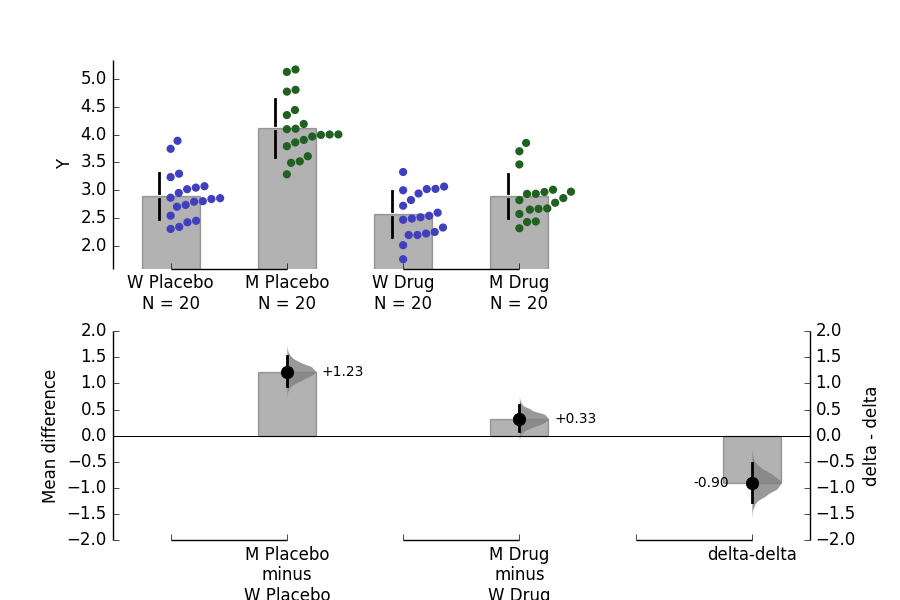 5.0
4.5
4.0
3.5
3.0
2.5
2.0
Y
W Placebo
N = 20
M Placebo
N = 20
W Drug
N = 20
M Drug
N = 20
2.0
1.5
1.0
0.5
0.0
−0.5
−1.0
−1.5
−2.0
Mean difference
+1.23
+0.33
-0.90
2.0
1.5
1.0
0.5
0.0
−0.5
−1.0
−1.5
−2.0
delta - delta
M Placebo
minus
W Placebo
M Drug
minus
W Drug
delta-delta